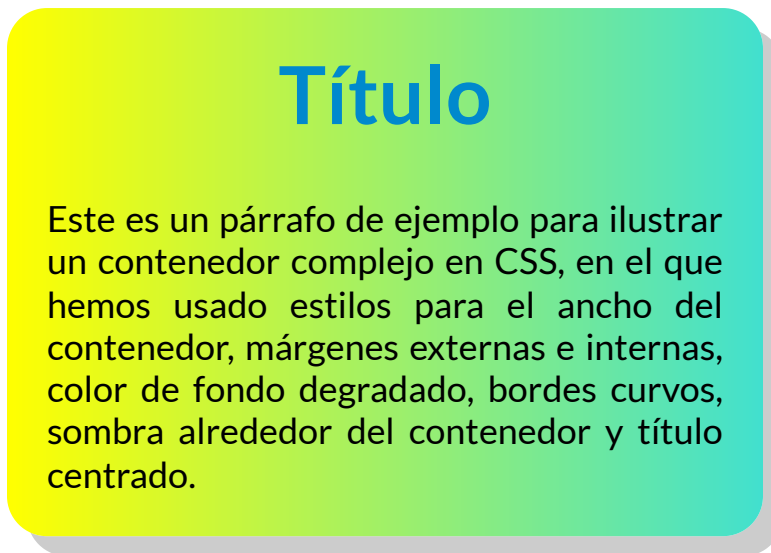 Título
Este es un párrafo de ejemplo para ilustrar
un contenedor complejo en CSS, en el que
hemos usado estilos para el ancho del
contenedor, márgenes externas e internas,
color de fondo degradado, bordes curvos,
sombra alrededor del contenedor y título
centrado.